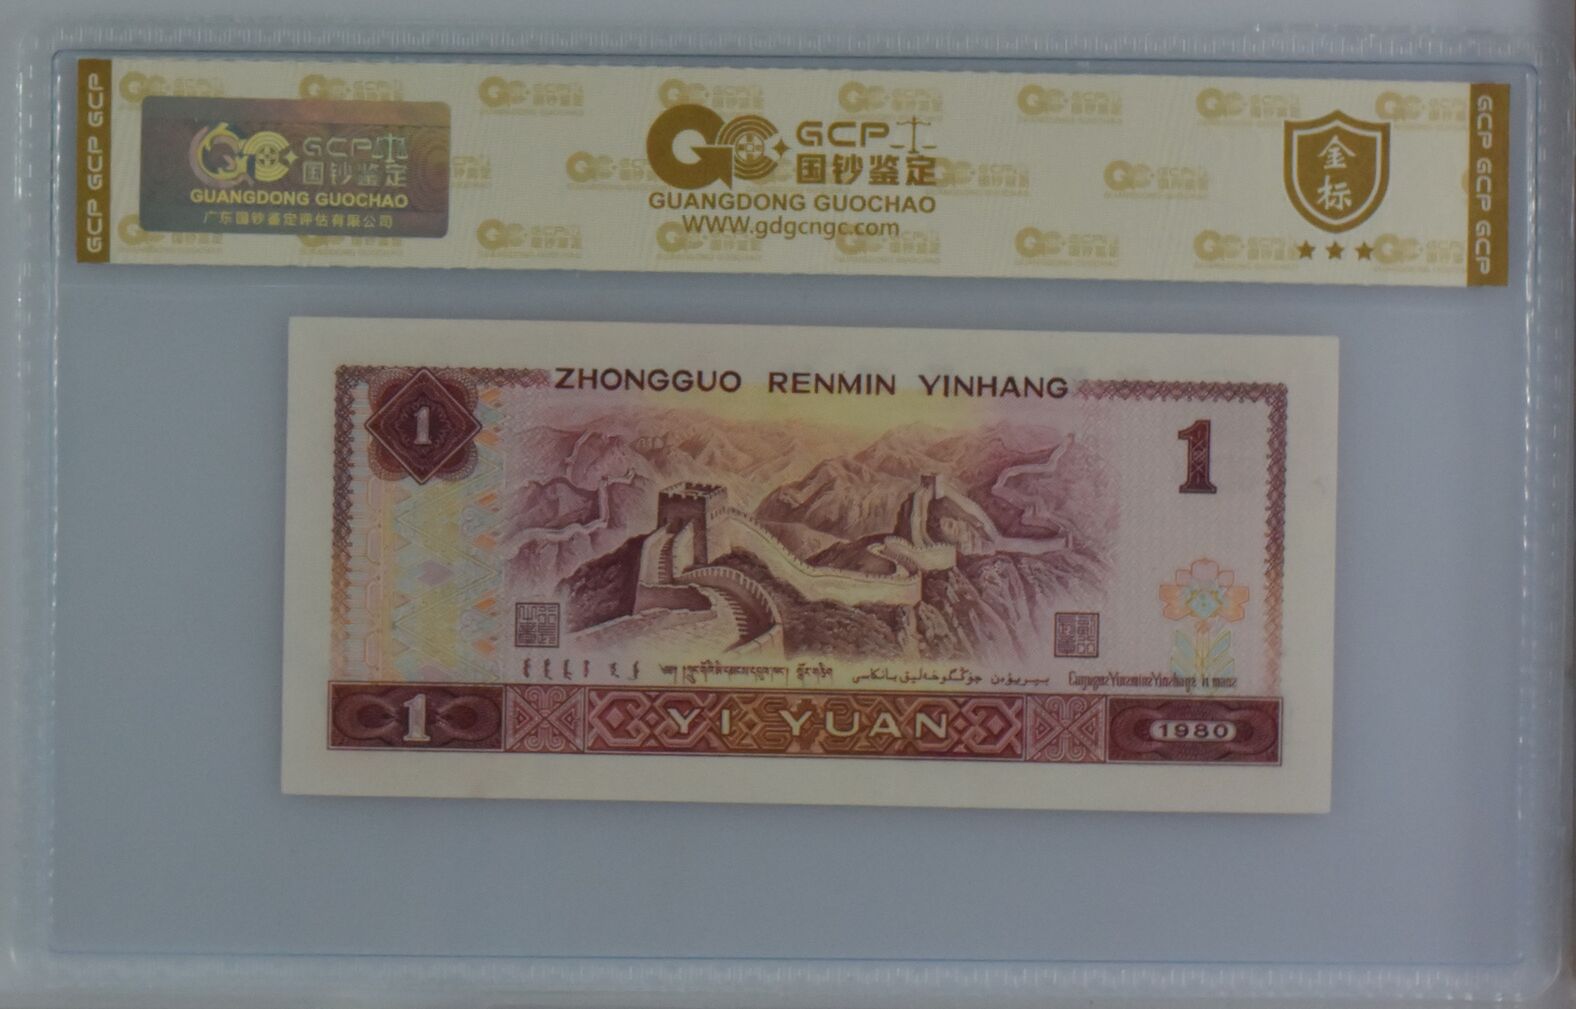 GCP GCP GCP
GCP
国钞鉴定
GUANGDONG GUOCHAO
广东国钞鉴定评估有限公司
GCP
国钞鉴定
GUANGDONG GUOCHAO
WWW.gdgcngc.com
金
标
GCP GCP GCP
ZHONGGUO RENMIN YINHANG
1
1
1
YI YUAN
1980